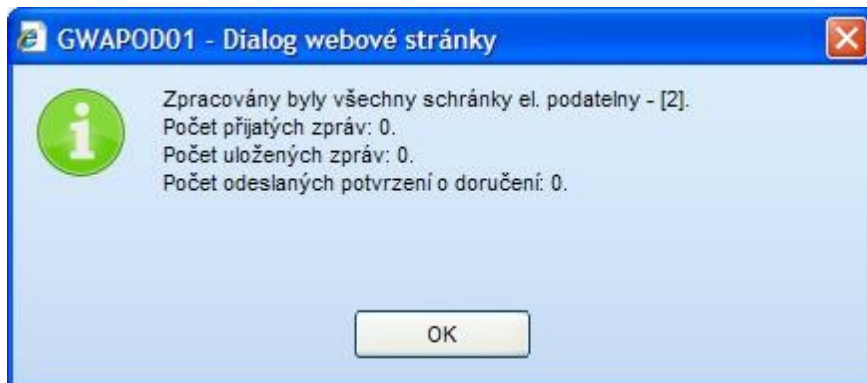 GWAPOD01 - Dialog webové stránky
Zpracovány byly všechny schránky el. podatelny - [2].
Počet přijatých zpráv: 0.
Počet uložených zpráv: 0.
Počet odeslaných potvrzení o doručení: 0.
OK